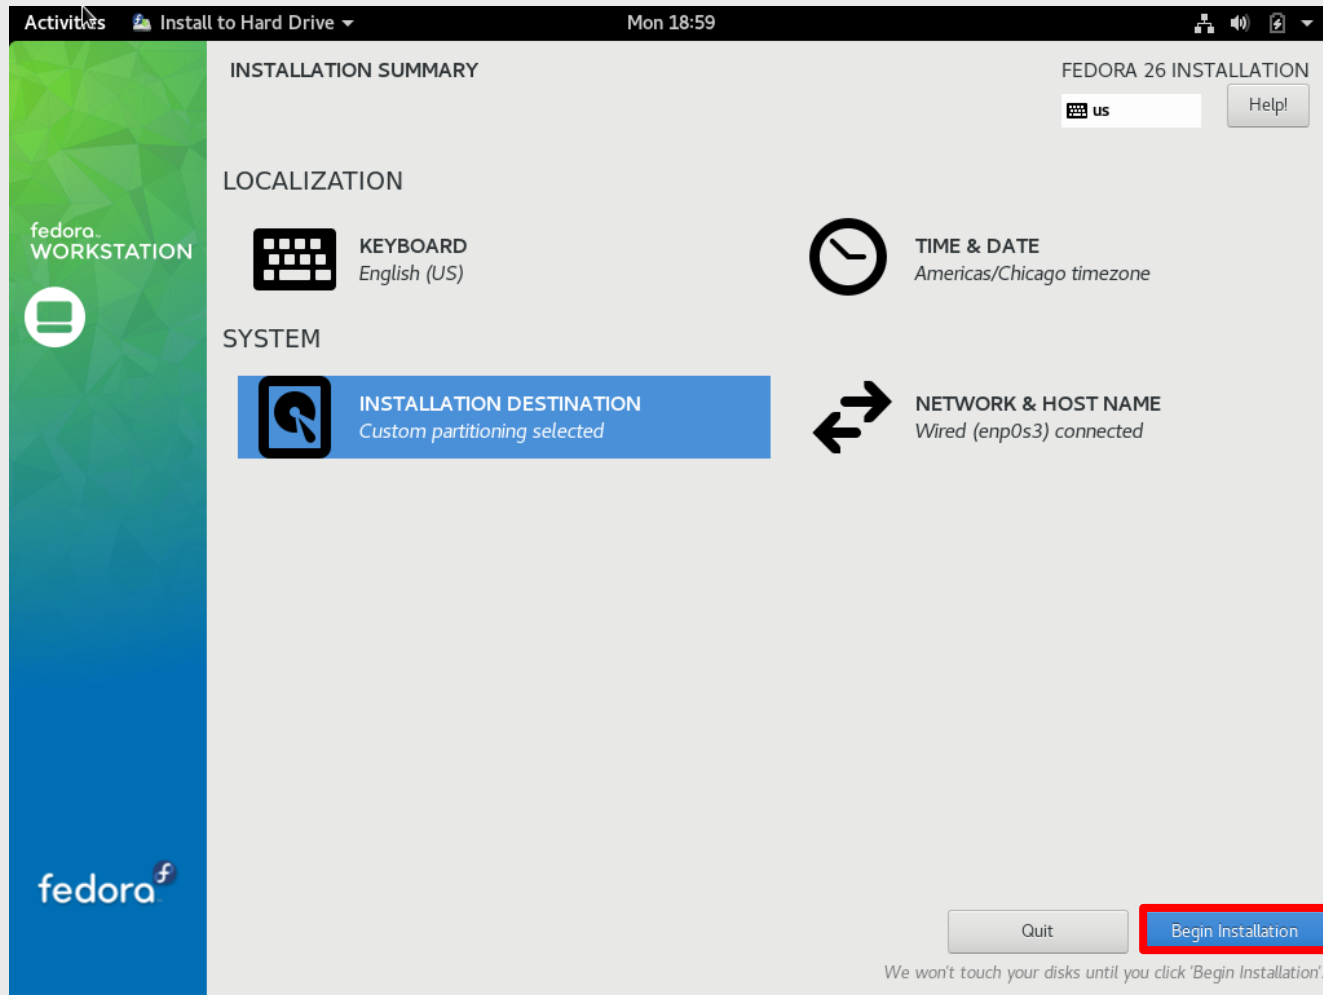 Activities Install to Hard Drive Mon 18:59
INSTALLATION SUMMARY
FEDORA 26 INSTALLATION
us
Help!
LOCALIZATION
fedora
WORKSTATION
KEYBOARD
English (US)
TIME & DATE
Americas/Chicago timezone
SYSTEM
INSTALLATION DESTINATION
Custom partitioning selected
NETWORK & HOST NAME
Wired (enp0s3) connected
fedora
Quit
Begin Installation
We won't touch your disks until you click 'Begin Installation'.